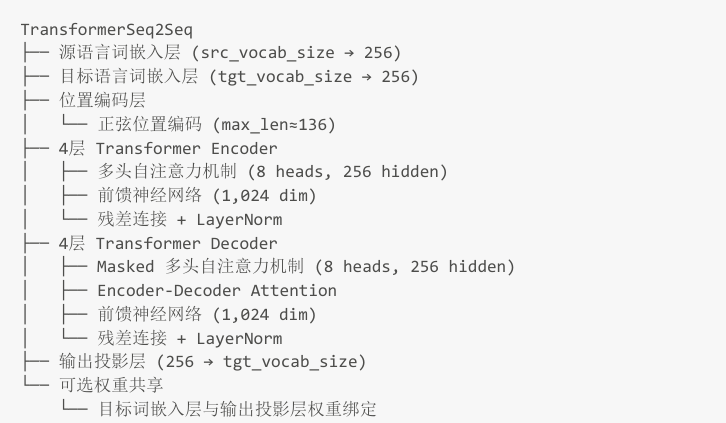 TransformerSeq2Seq
├── 源语言词嵌入层 (src_vocab_size → 256)
├── 目标语言词嵌入层 (tgt_vocab_size → 256)
├── 位置编码层
│   └── 正弦位置编码 (max_len≈136)
├── 4层 Transformer Encoder
│   ├── 多头自注意力机制 (8 heads, 256 hidden)
│   ├── 前馈神经网络 (1,024 dim)
│   └── 残差连接 + LayerNorm
├── 4层 Transformer Decoder
│   ├── Masked 多头自注意力机制 (8 heads, 256 hidden)
│   ├── Encoder-Decoder Attention
│   ├── 前馈神经网络 (1,024 dim)
│   └── 残差连接 + LayerNorm
├── 输出投影层 (256 → tgt_vocab_size)
└── 可选权重共享
    └── 目标词嵌入层与输出投影层权重绑定